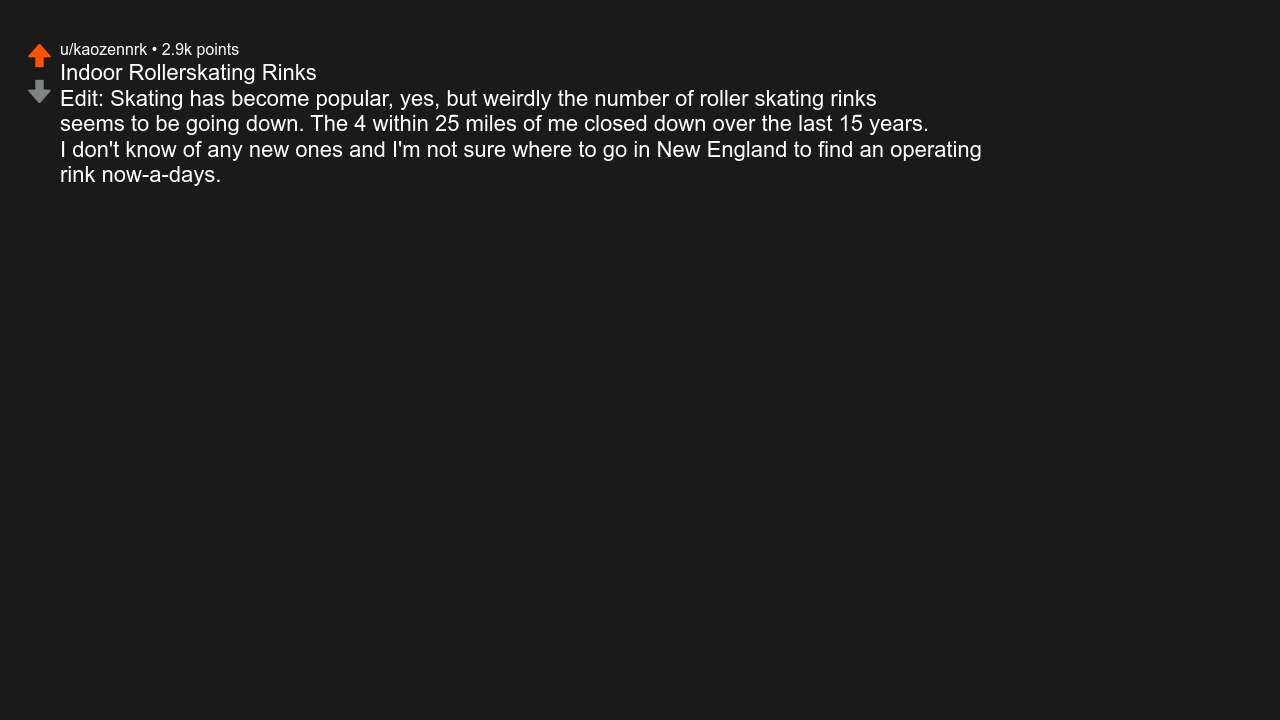 u/kaozennrk • 2.9k points
Indoor Rollerskating Rinks
Edit: Skating has become popular, yes, but weirdly the number of roller skating rinks
seems to be going down. The 4 within 25 miles of me closed down over the last 15 years.
I don't know of any new ones and I'm not sure where to go in New England to find an operating
rink now-a-days.